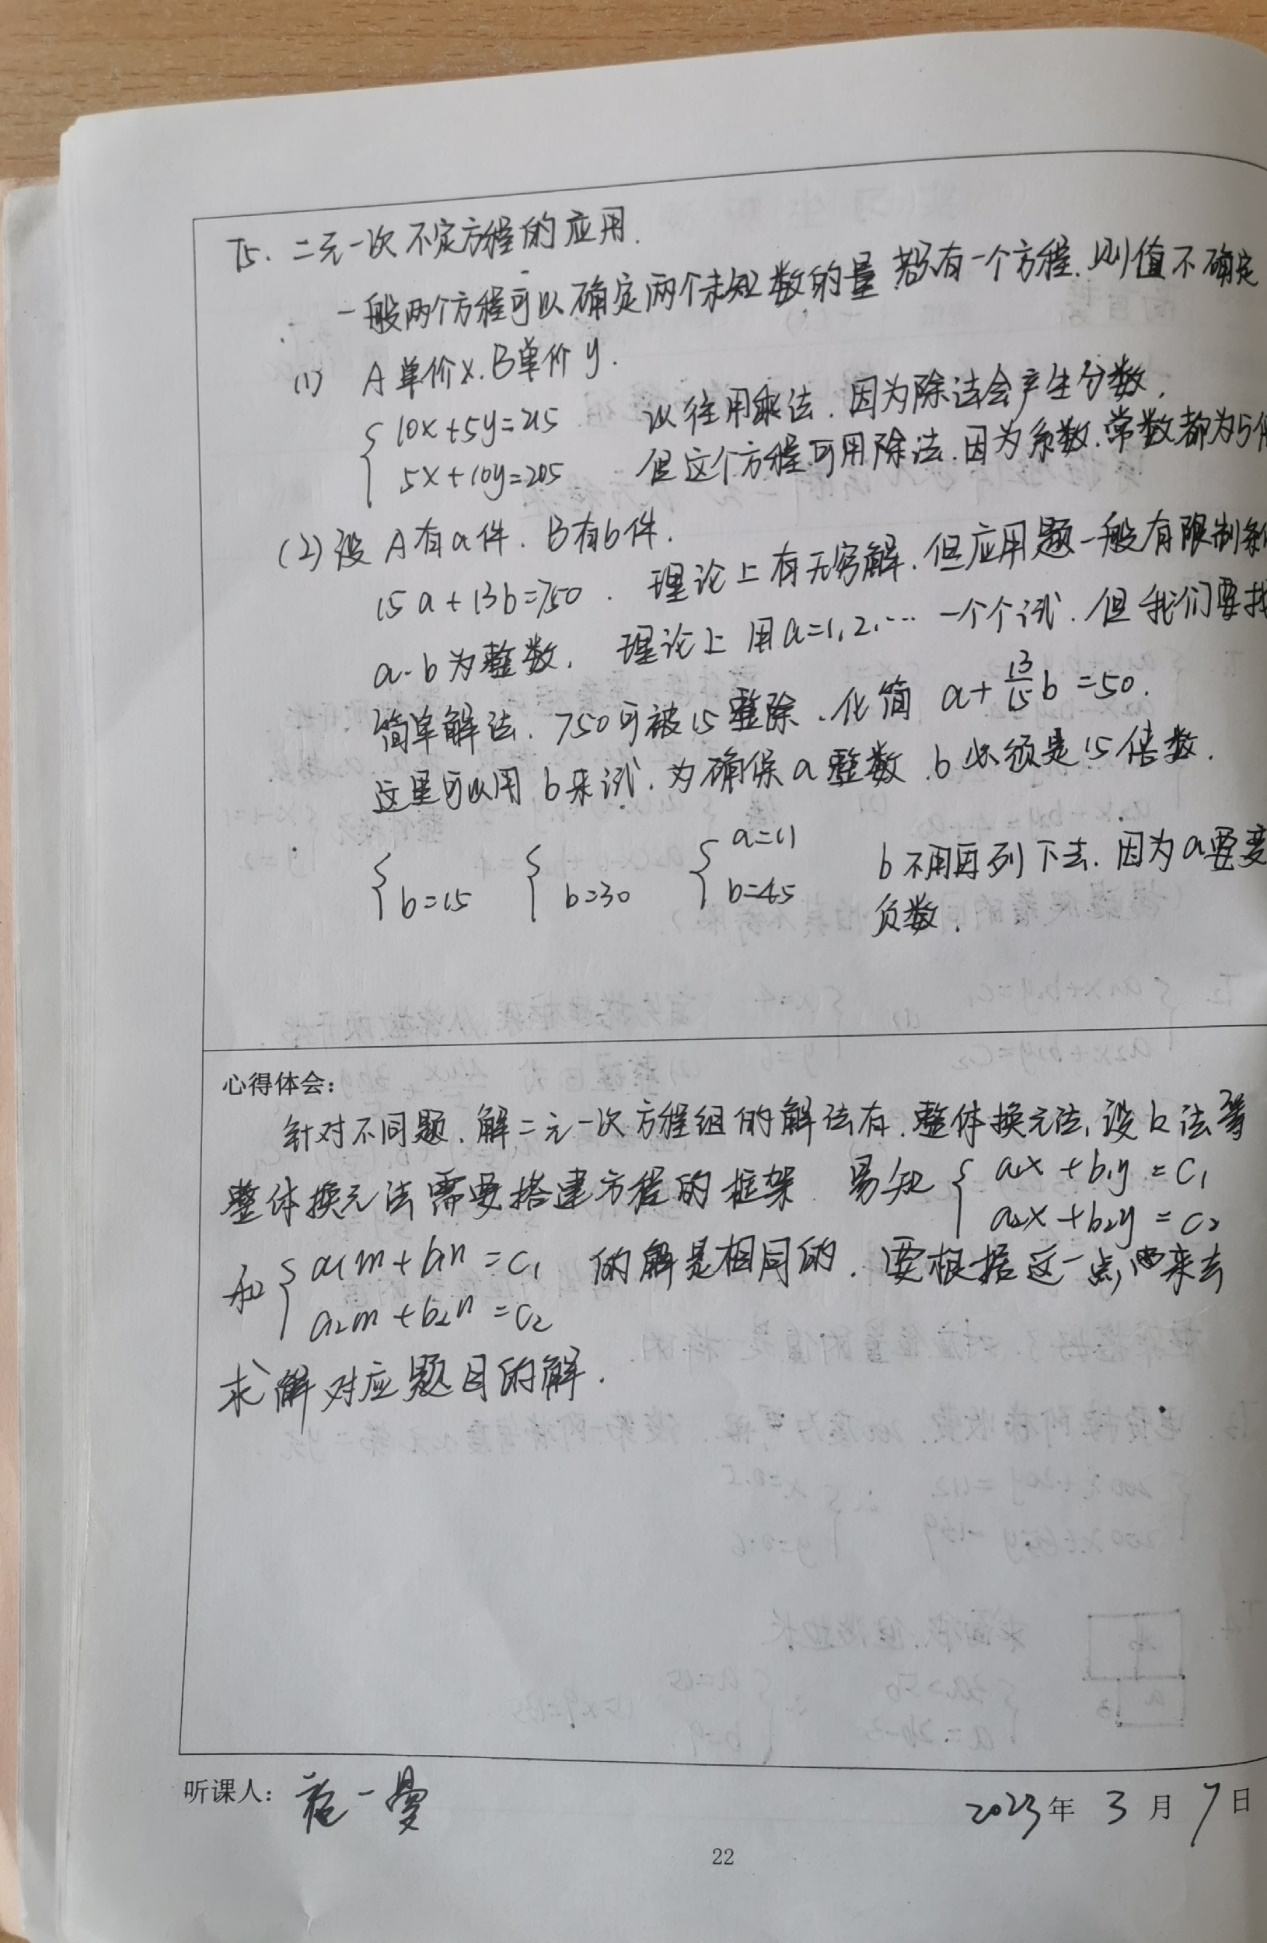 T5. 二元一次不定方程的应用.
一般两个方程可以确定两个未知数的量 若有一个方程. 则值不确定
(1) A单价x. B单价y.
{ 10x+5y=215 以往用乘法. 因为除法会产生分数.
5x+10y=205 但这个方程可用除法. 因为系数. 常数都为5倍
(2) 设A有a件. B有b件.
15a+13b=750. 理论上有无穷解. 但应用题一般有限制条
a. b为整数. 理论上用a=1, 2, … 一个个试. 但我们要找
简单解法. 750可被15整除. 化简 a+13/15b=50.
这里可以用b来试. 为确保a整数. b必须是15倍数.
{ b=15 { b=30 { a=11 b=45 b不用再列下去. 因为a要变
负数.
心得体会:
针对不同题. 解二元一次方程组的解法有. 整体换元法, 设k法等
整体换元法需要搭建方程的框架. 易知 { a1x+b1y=c1
a2x+b2y=c2
和 { a1m+b1n=c1 的解是相同的. 要根据这一点, 来去
a2m+b2n=c2
求解对应题目的解.
听课人: 一曼 2023年 3月 7日
22